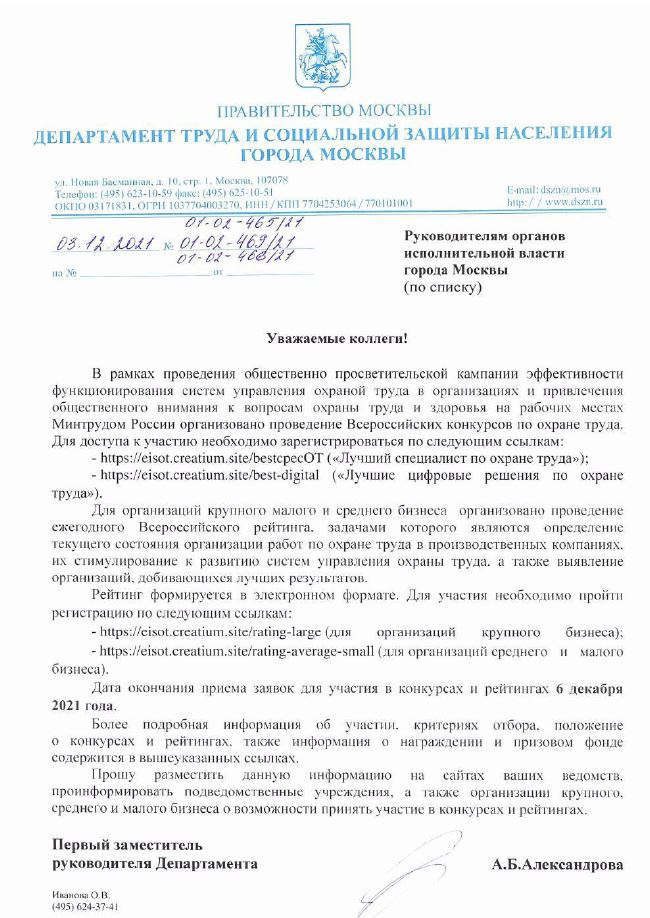 ПРАВИТЕЛЬСТВО МОСКВЫ
ДЕПАРТАМЕНТ ТРУДА И СОЦИАЛЬНОЙ ЗАЩИТЫ НАСЕЛЕНИЯ
ГОРОДА МОСКВЫ
ул. Новая Басманная, д. 10, стр. 1, Москва, 107078
Телефон: (495) 623-10-59 факс: (495) 625-10-51
ОКПО 03171831, ОГРН 1037704003270, ИНН / КПП 7704253064 / 770101001
E-mail: dszn@mos.ru
http: / / www.dszn.ru
01-02-465/21
03.12.2021 № 01-02-469/21
01-02-468/21
на № от
Руководителям органов
исполнительной власти
города Москвы
(по списку)
Уважаемые коллеги!
В рамках проведения общественно просветительской кампании эффективности
функционирования систем управления охраной труда в организациях и привлечения
общественного внимания к вопросам охраны труда и здоровья на рабочих местах
Минтрудом России организовано проведение Всероссийских конкурсов по охране труда.
Для доступа к участию необходимо зарегистрироваться по следующим ссылкам:
- https://eisot.creatium.site/bestcpecOT («Лучший специалист по охране труда»);
- https://eisot.creatium.site/best-digital («Лучшие цифровые решения по охране
труда»).
Для организаций крупного малого и среднего бизнеса организовано проведение
ежегодного Всероссийского рейтинга, задачами которого являются определение
текущего состояния организации работ по охране труда в производственных компаниях,
их стимулирование к развитию систем управления охраны труда, а также выявление
организаций, добивающихся лучших результатов.
Рейтинг формируется в электронном формате. Для участия необходимо пройти
регистрацию по следующим ссылкам:
- https://eisot.creatium.site/rating-large (для организаций крупного бизнеса);
- https://eisot.creatium.site/rating-average-small (для организаций среднего и малого
бизнеса).
Дата окончания приема заявок для участия в конкурсах и рейтингах 6 декабря
2021 года.
Более подробная информация об участии, критериях отбора, положение
о конкурсах и рейтингах, также информация о награждении и призовом фонде
содержится в вышеуказанных ссылках.
Прошу разместить данную информацию на сайтах ваших ведомств,
проинформировать подведомственные учреждения, а также организации крупного,
среднего и малого бизнеса о возможности принять участие в конкурсах и рейтингах.
Первый заместитель
руководителя Департамента
А.Б.Александрова
Иванова О.В.
(495) 624-37-41